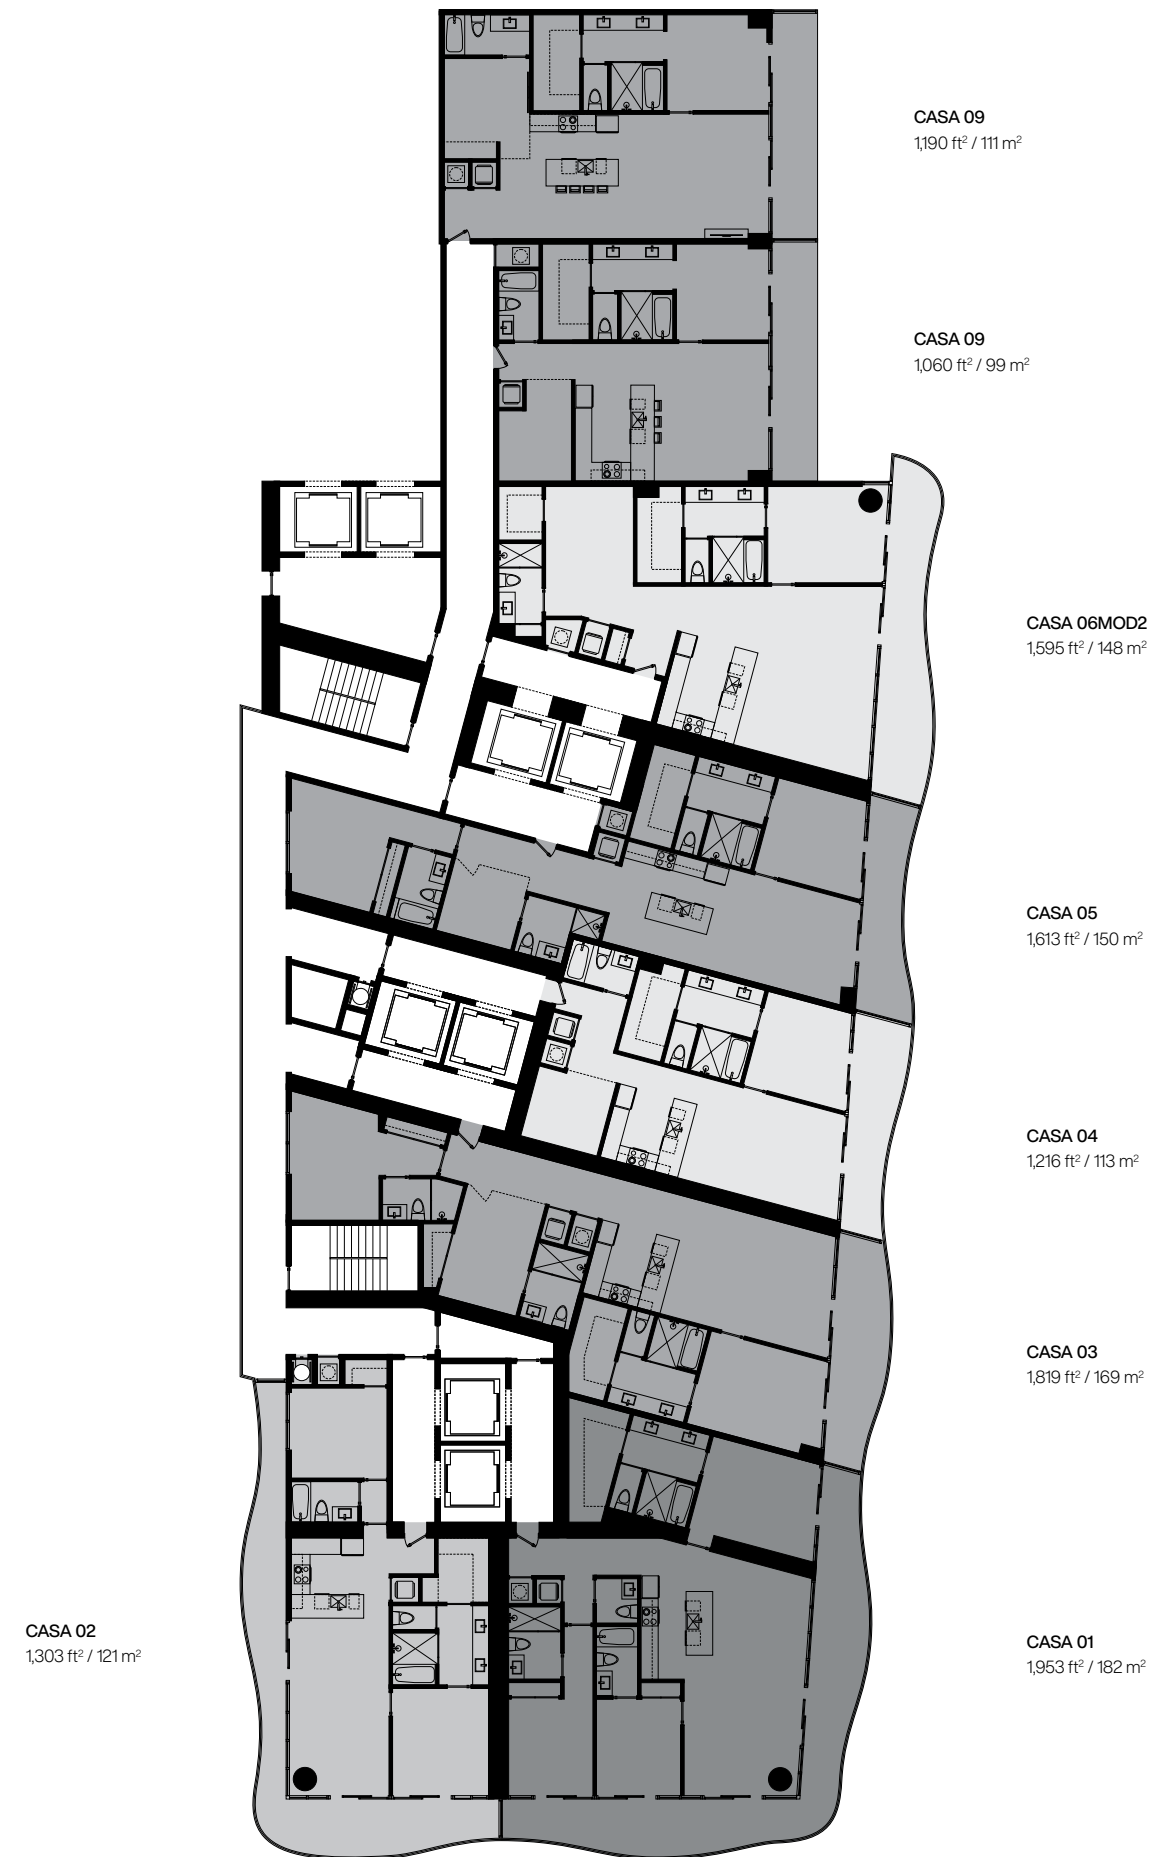 CASA 09
1,190 ft² / 111 m²
CASA 09
1,060 ft² / 99 m²
CASA 06MOD2
1,595 ft² / 148 m²
CASA 05
1,613 ft² / 150 m²
CASA 04
1,216 ft² / 113 m²
CASA 03
1,819 ft² / 169 m²
CASA 02
1,303 ft² / 121 m²
CASA 01
1,953 ft² / 182 m²